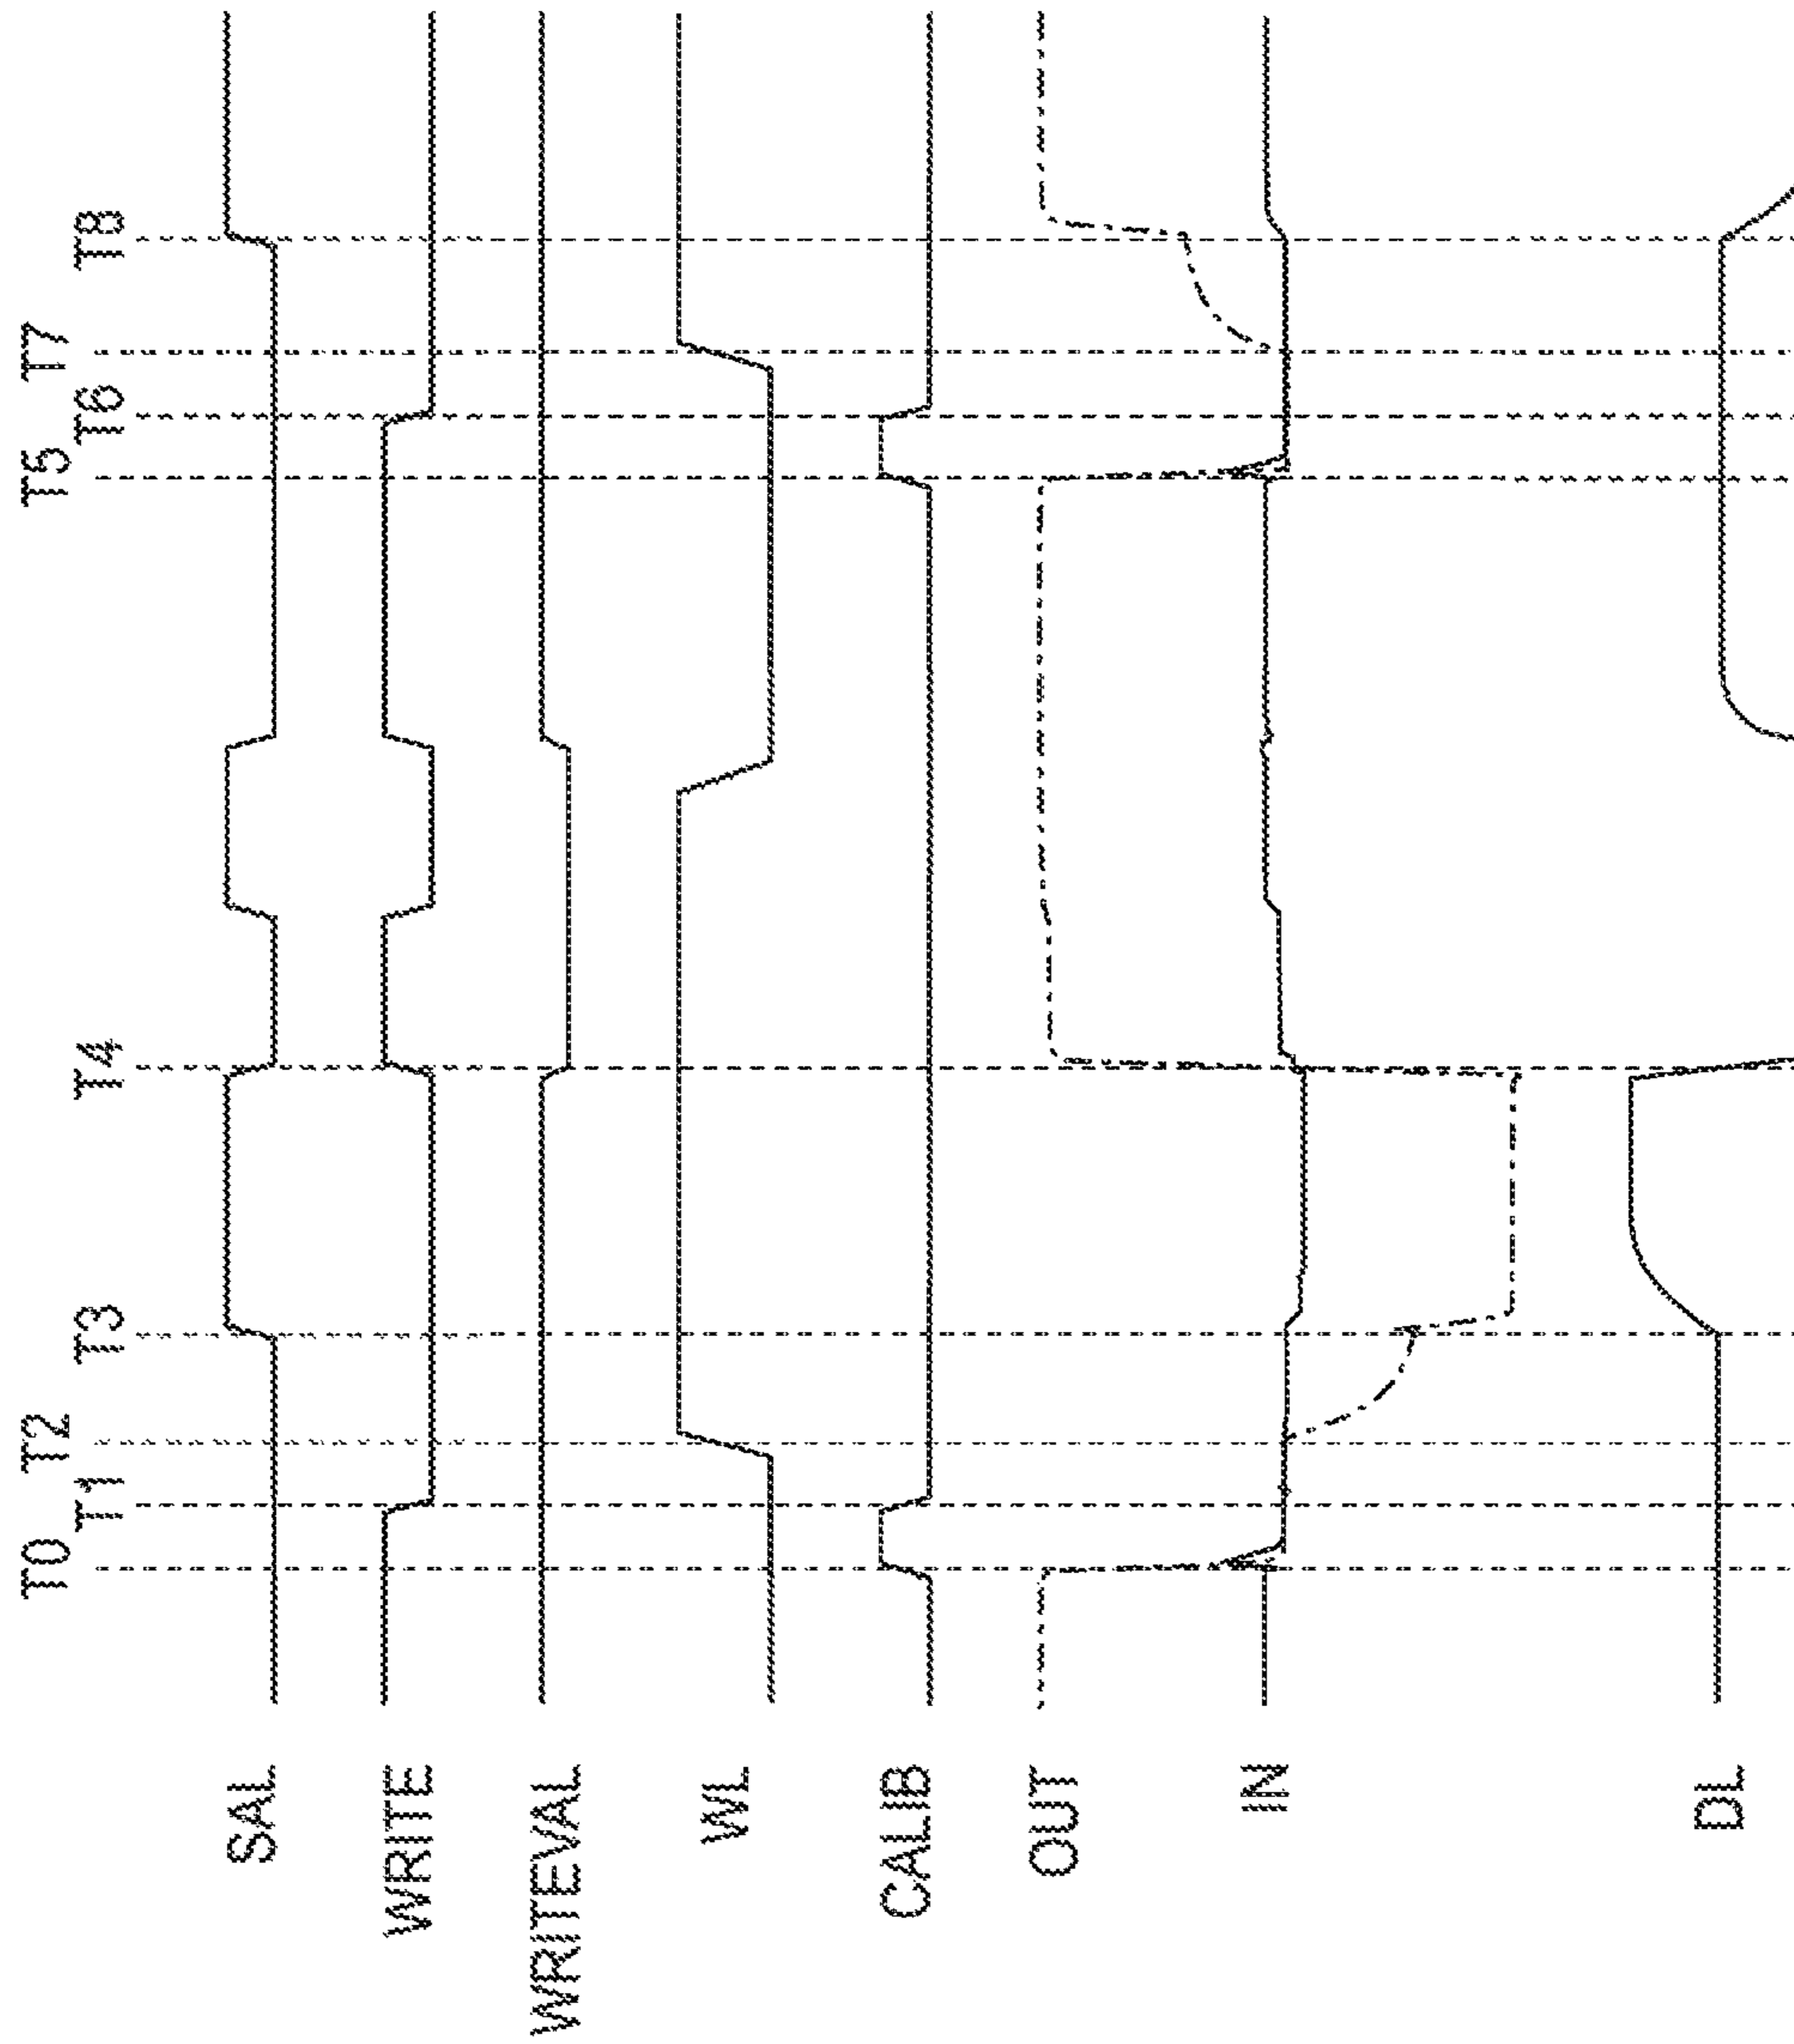 T0
T1
T2
T3
T4
T5
T6
T7
T8
SAL
WRITE
WRITEVAL
WL
CALIB
OUT
IN
DL